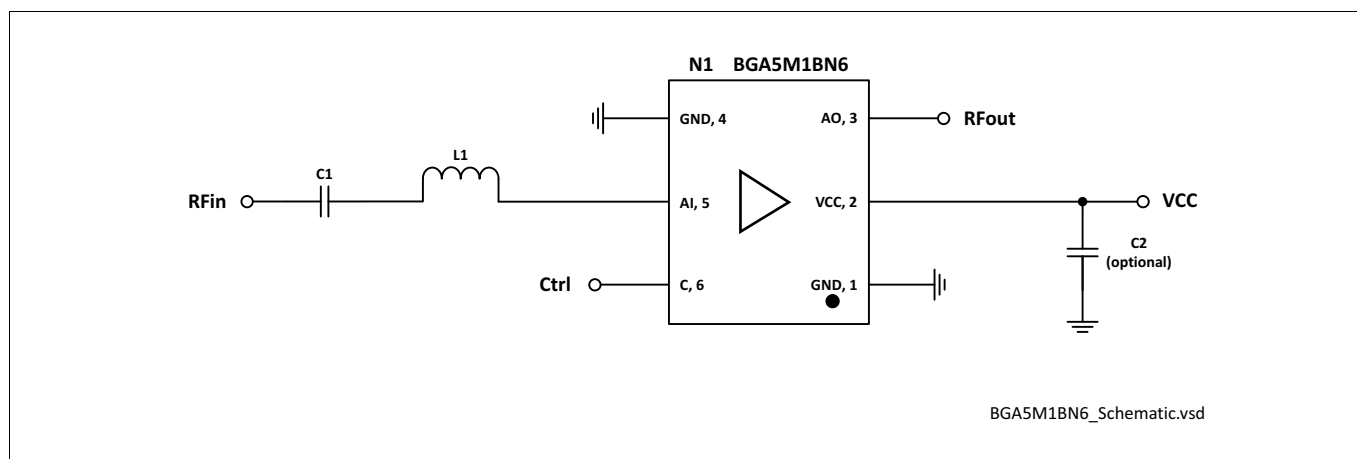 N1 BGA5M1BN6
GND, 4
AO, 3
RFout
C1
L1
RFin
AI, 5
VCC, 2
VCC
C2
(optional)
Ctrl
C, 6
GND, 1
BGA5M1BN6_Schematic.vsd